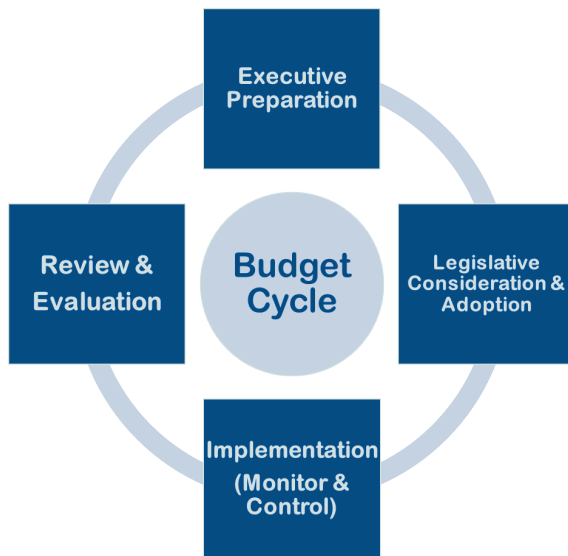 Executive
Preparation
Review &
Evaluation
Budget
Cycle
Legislative
Consideration &
Adoption
Implementation
(Monitor &
Control)